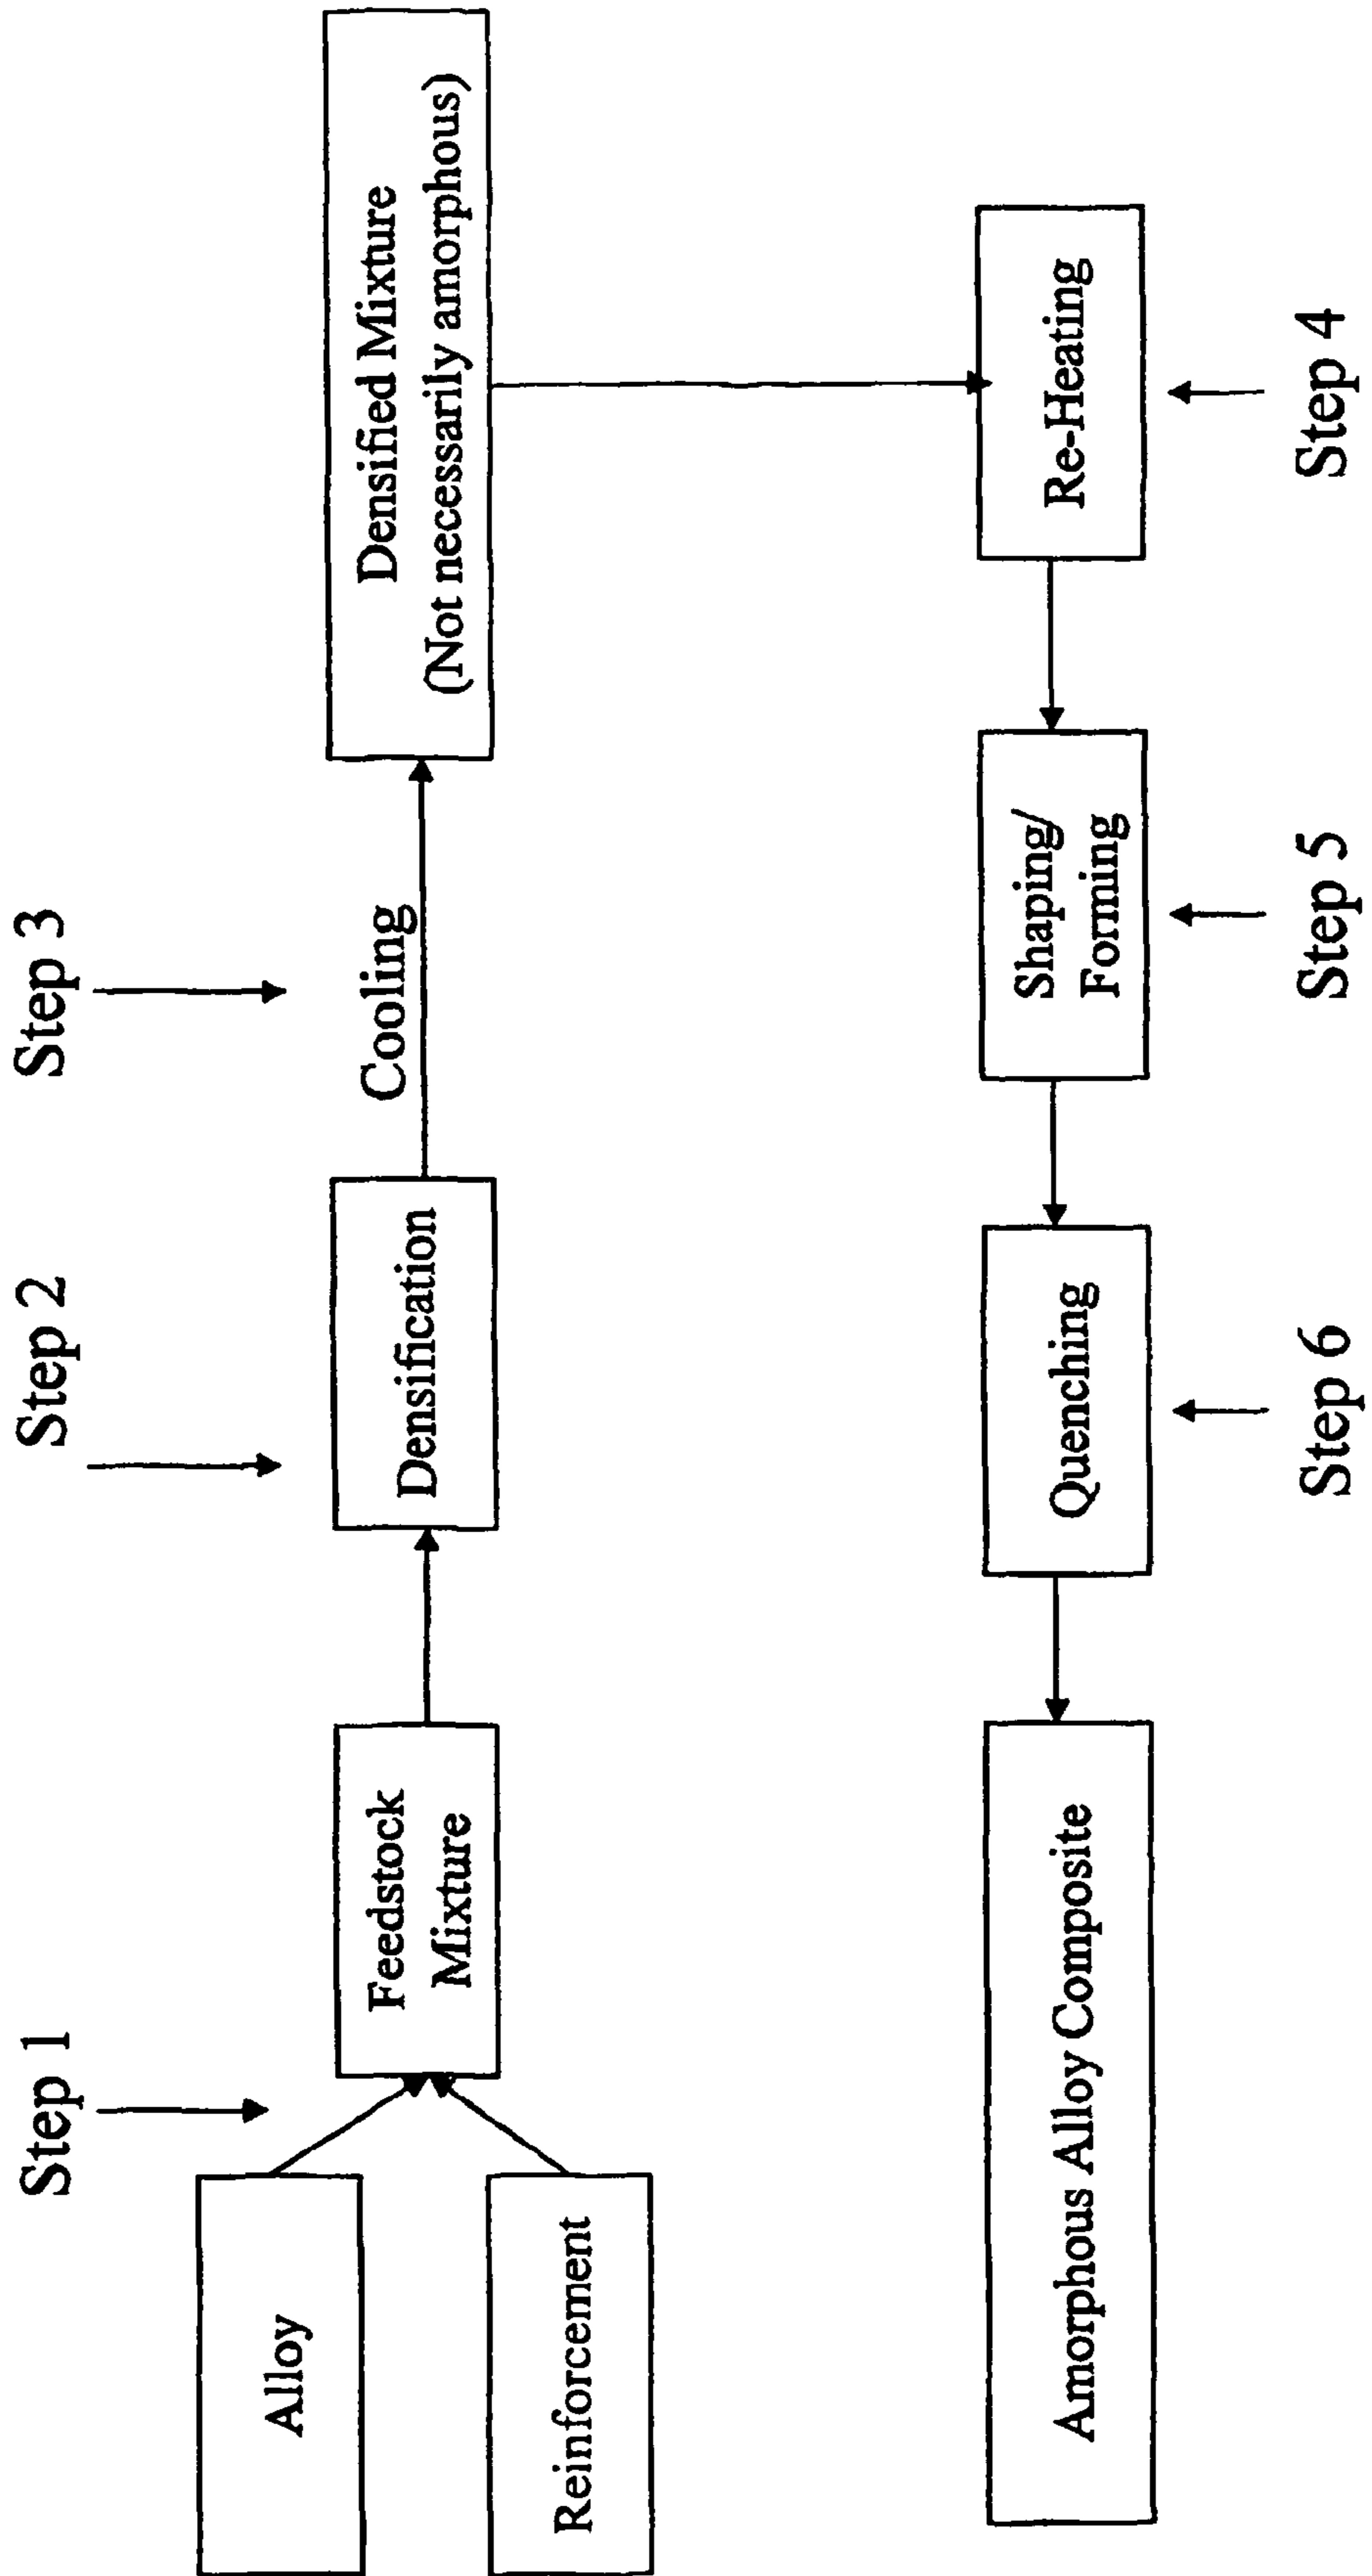 Step 1
Step 2
Step 3
Alloy
Reinforcement
Feedstock
Mixture
Densification
Cooling
Densified Mixture
(Not necessarily amorphous)
Re-Heating
Step 4
Shaping/
Forming
Step 5
Quenching
Step 6
Amorphous Alloy Composite